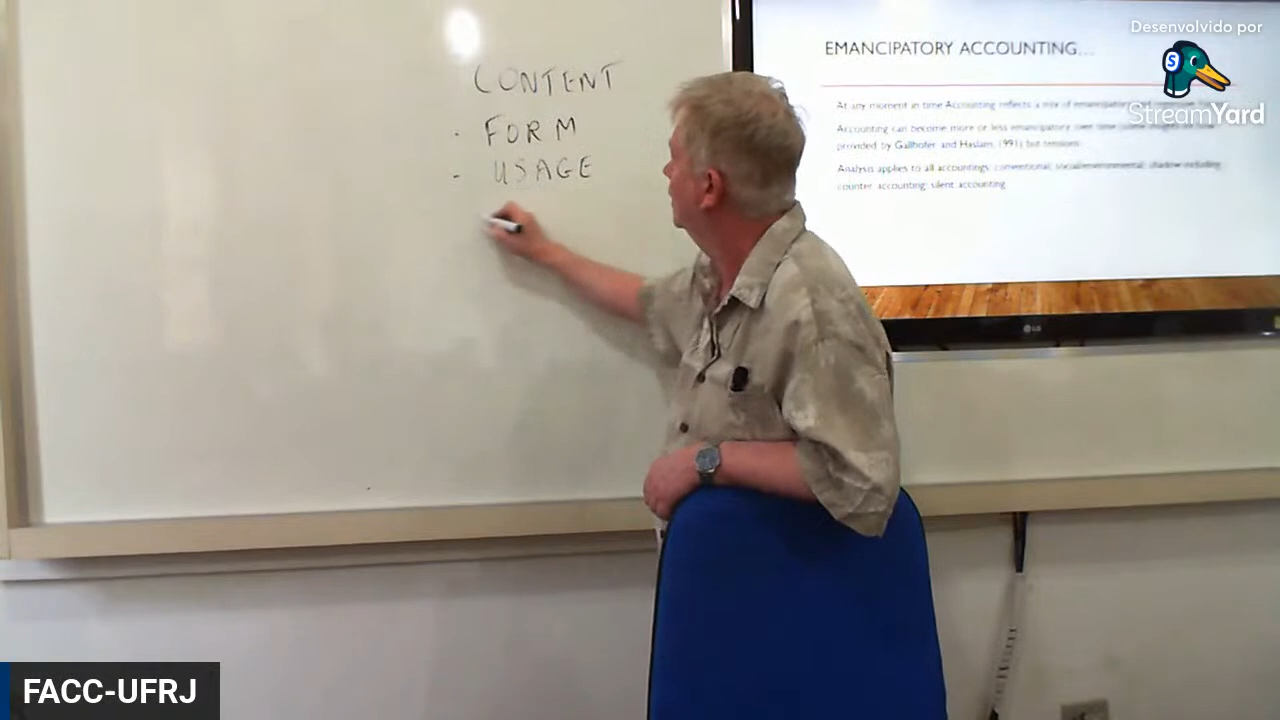 CONTENT
· FORM
- USAGE
EMANCIPATORY ACCOUNTING...
At any moment in time Accounting reflects a mix of emancipatory
Accounting can become more or less emancipatory over time
provided by Gallhofer and Haslam, 1991) but tensions
Analysis applies to all accountings: conventional; social/environmental; shadow including
counter accounting; silent accounting
Desenvolvido por
S
StreamYard
LG
FACC-UFRJ